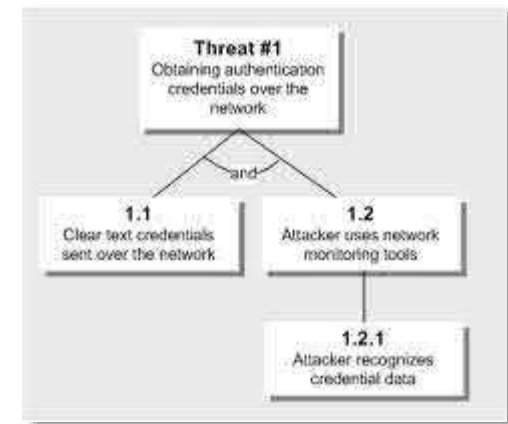 Threat #1
Obtaining authentication
credentials over the
network
and
1.1
Clear text credentials
sent over the network
1.2
Attacker uses network
monitoring tools
1.2.1
Attacker recognizes
credential data